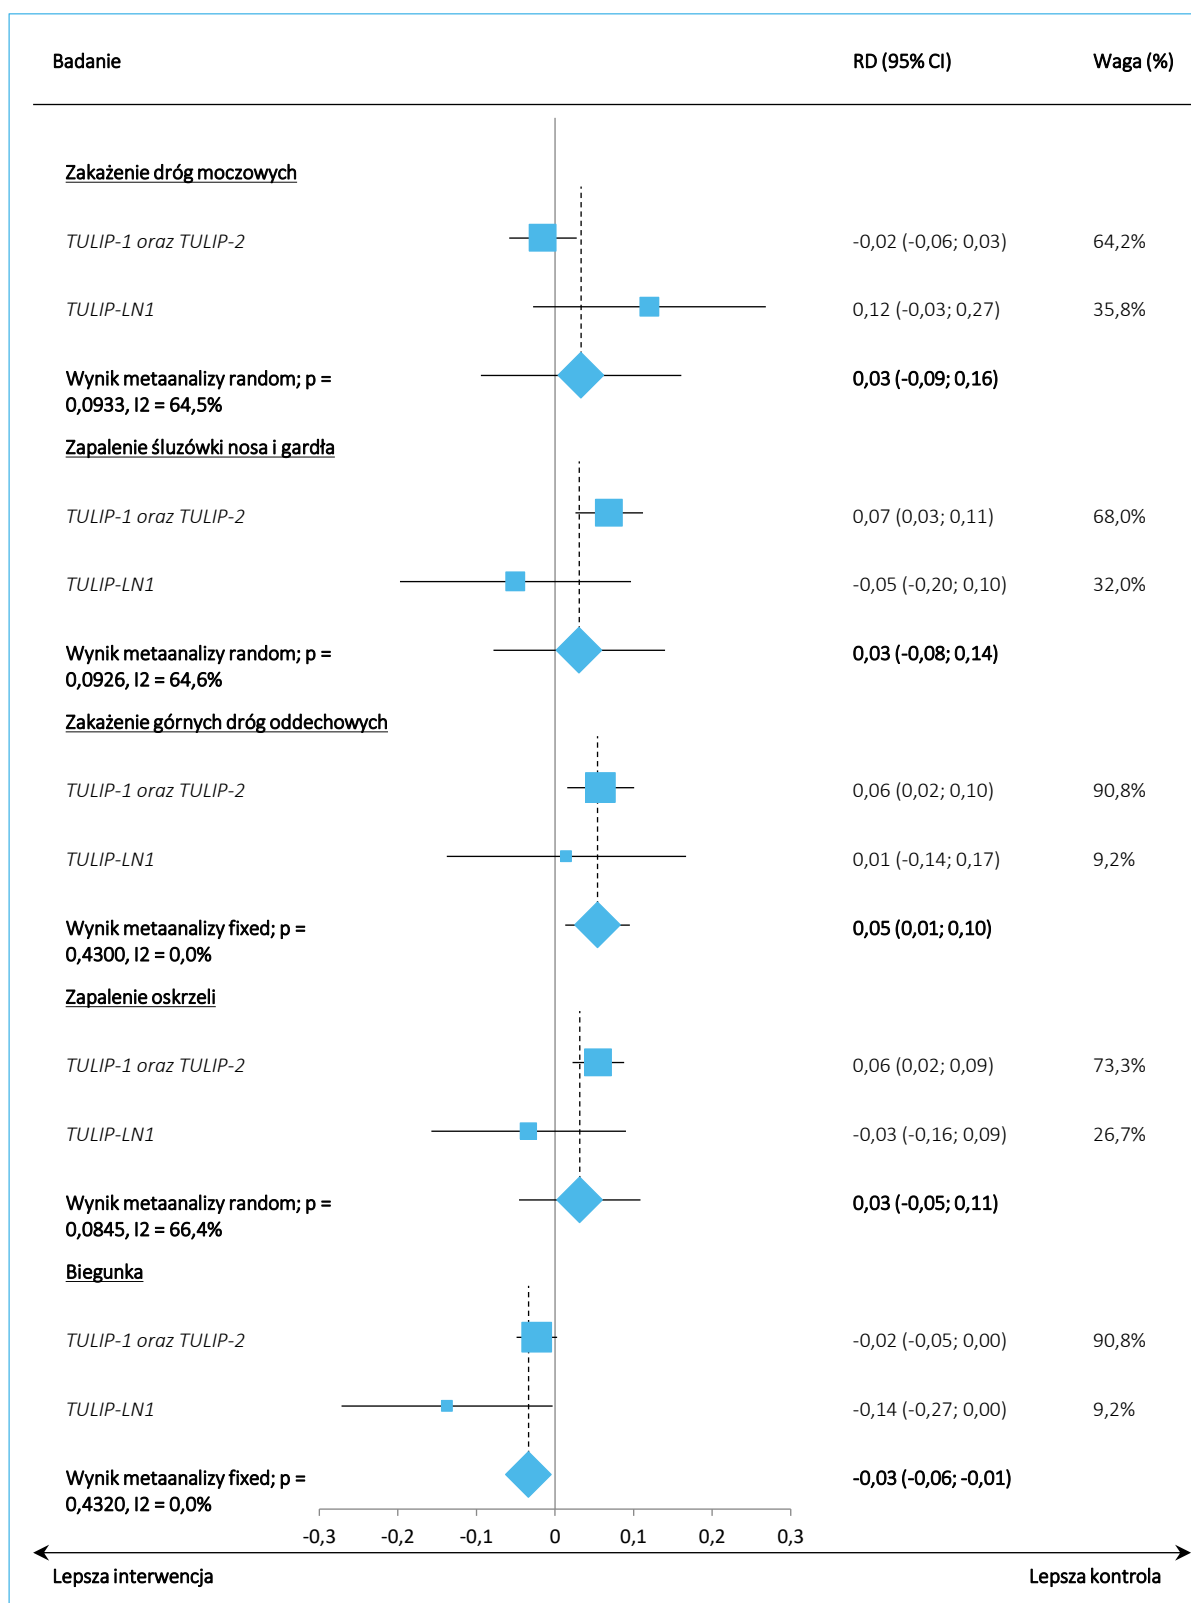 Badanie RD (95% CI) Waga (%)
Zakażenie dróg moczowych
TULIP-1 oraz TULIP-2 -0,02 (-0,06; 0,03) 64,2%
TULIP-LN1 0,12 (-0,03; 0,27) 35,8%
Wynik metaanalizy random; p = 0,03 (-0,09; 0,16)
0,0933, I2 = 64,5%
Zapalenie śluzówki nosa i gardła
TULIP-1 oraz TULIP-2 0,07 (0,03; 0,11) 68,0%
TULIP-LN1 -0,05 (-0,20; 0,10) 32,0%
Wynik metaanalizy random; p = 0,03 (-0,08; 0,14)
0,0926, I2 = 64,6%
Zakażenie górnych dróg oddechowych
TULIP-1 oraz TULIP-2 0,06 (0,02; 0,10) 90,8%
TULIP-LN1 0,01 (-0,14; 0,17) 9,2%
Wynik metaanalizy fixed; p = 0,05 (0,01; 0,10)
0,4300, I2 = 0,0%
Zapalenie oskrzeli
TULIP-1 oraz TULIP-2 0,06 (0,02; 0,09) 73,3%
TULIP-LN1 -0,03 (-0,16; 0,09) 26,7%
Wynik metaanalizy random; p = 0,03 (-0,05; 0,11)
0,0845, I2 = 66,4%
Biegunka
TULIP-1 oraz TULIP-2 -0,02 (-0,05; 0,00) 90,8%
TULIP-LN1 -0,14 (-0,27; 0,00) 9,2%
Wynik metaanalizy fixed; p = -0,03 (-0,06; -0,01)
0,4320, I2 = 0,0%
-0,3 -0,2 -0,1 0 0,1 0,2 0,3
Lepsza interwencja Lepsza kontrola